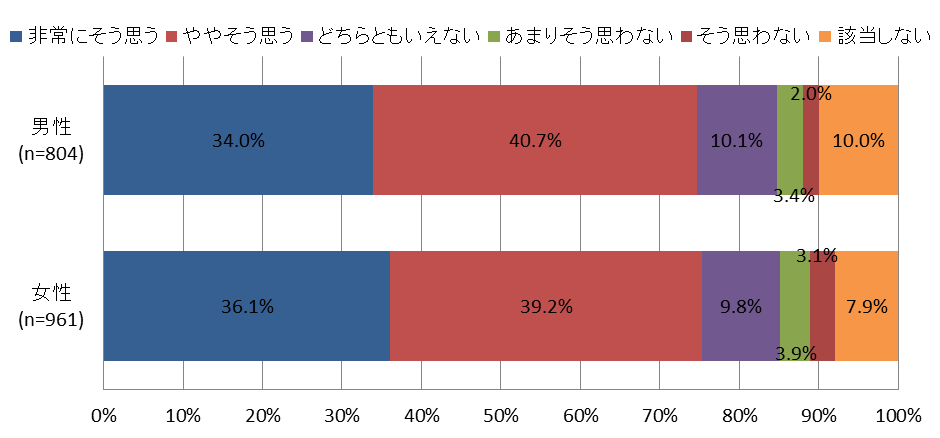 非常にそう思う ややそう思う どちらともいえない あまりそう思わない そう思わない 該当しない
男性
(n=804)
34.0% 40.7% 10.1% 3.4% 2.0% 10.0%
女性
(n=961)
36.1% 39.2% 9.8% 3.9% 3.1% 7.9%
0% 10% 20% 30% 40% 50% 60% 70% 80% 90% 100%